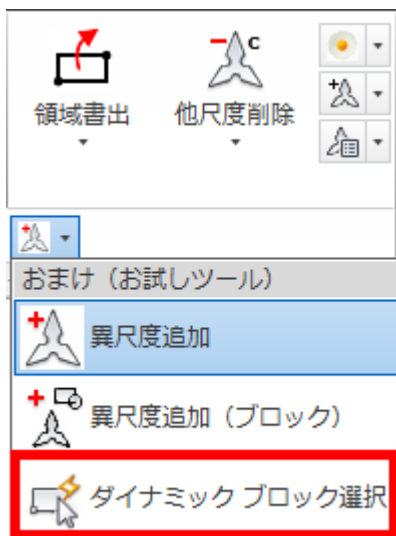 領域書出
他尺度削除
おまけ（お試しツール）
異尺度追加
異尺度追加（ブロック）
ダイナミック ブロック選択